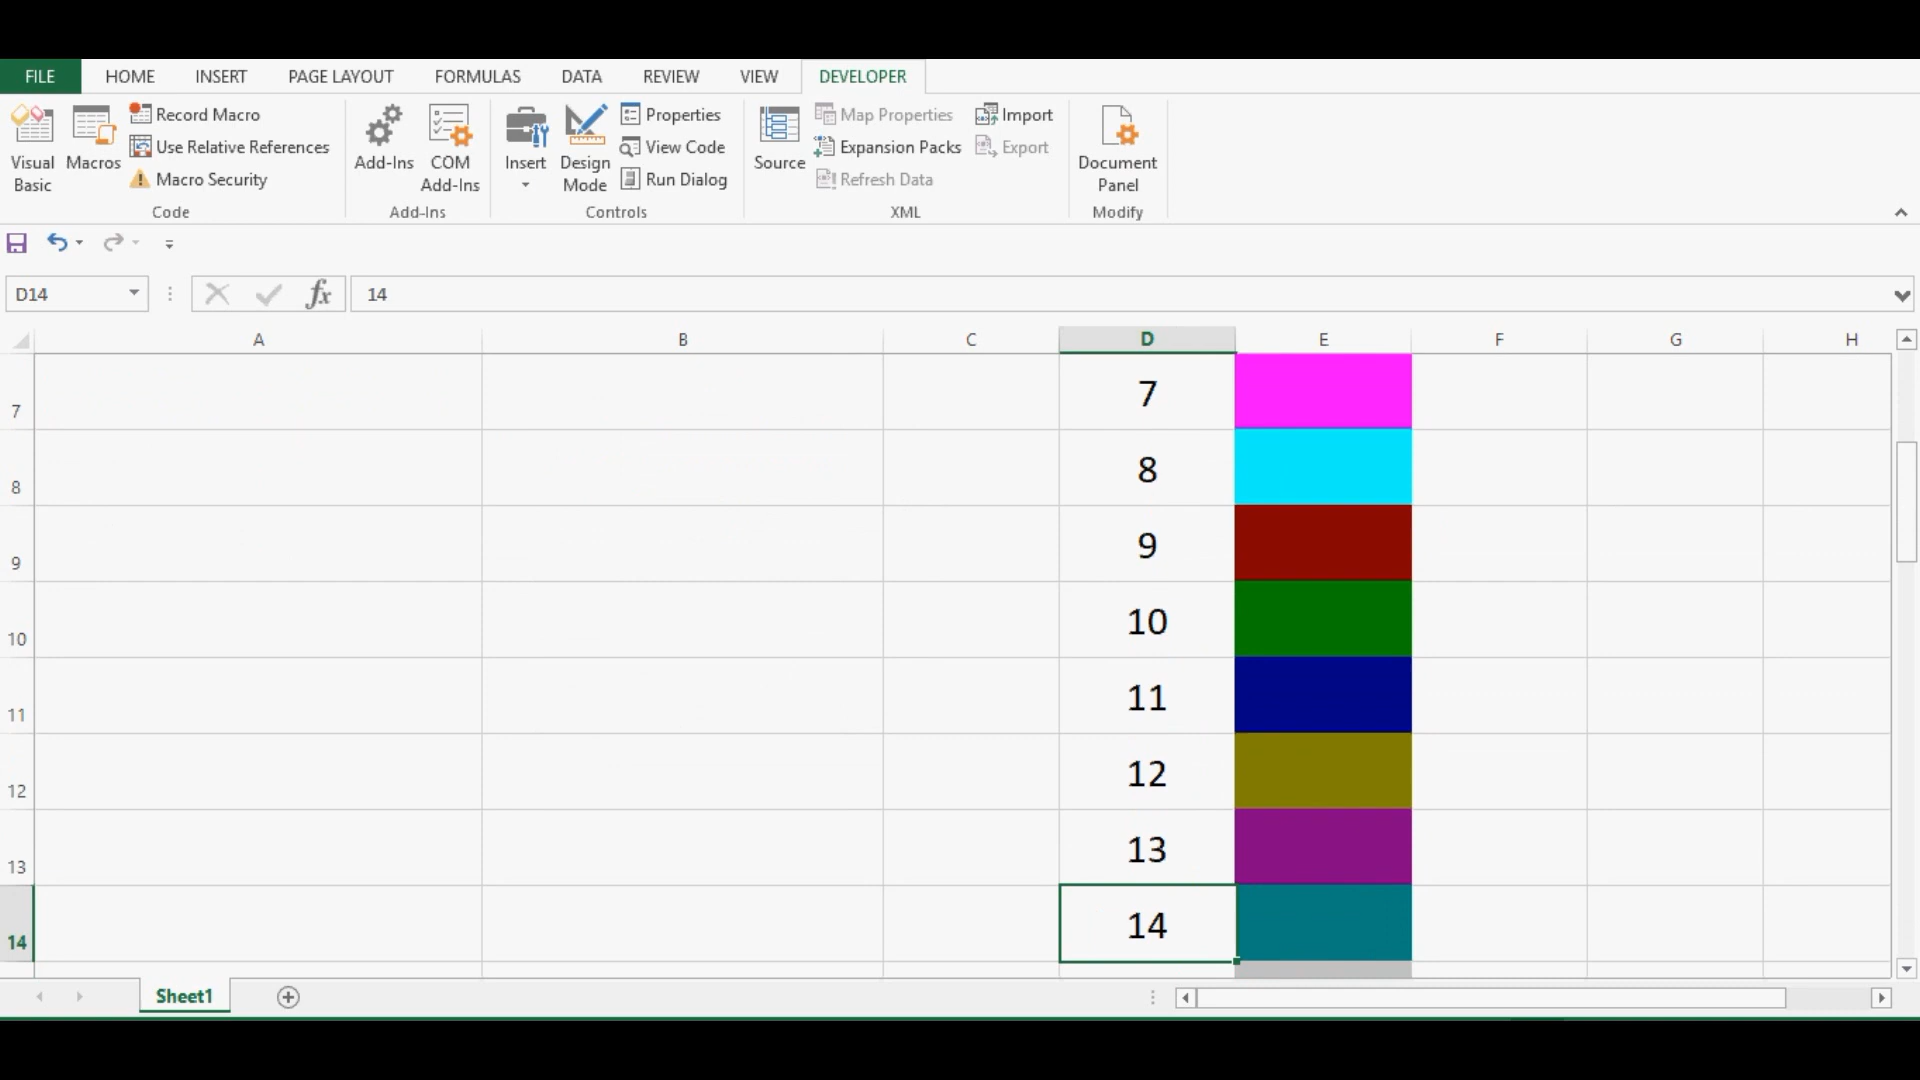 FILE HOME INSERT PAGE LAYOUT FORMULAS DATA REVIEW VIEW DEVELOPER
Visual Basic
Macros
Record Macro
Use Relative References
Macro Security
Code
Add-Ins
COM Add-Ins
Add-Ins
Insert
Design Mode
Properties
View Code
Run Dialog
Controls
Source
Map Properties
Expansion Packs
Refresh Data
Import
Export
XML
Document Panel
Modify
D14 fx 14
A B C D E F G H
7 7
8 8
9 9
10 10
11 11
12 12
13 13
14 14
Sheet1